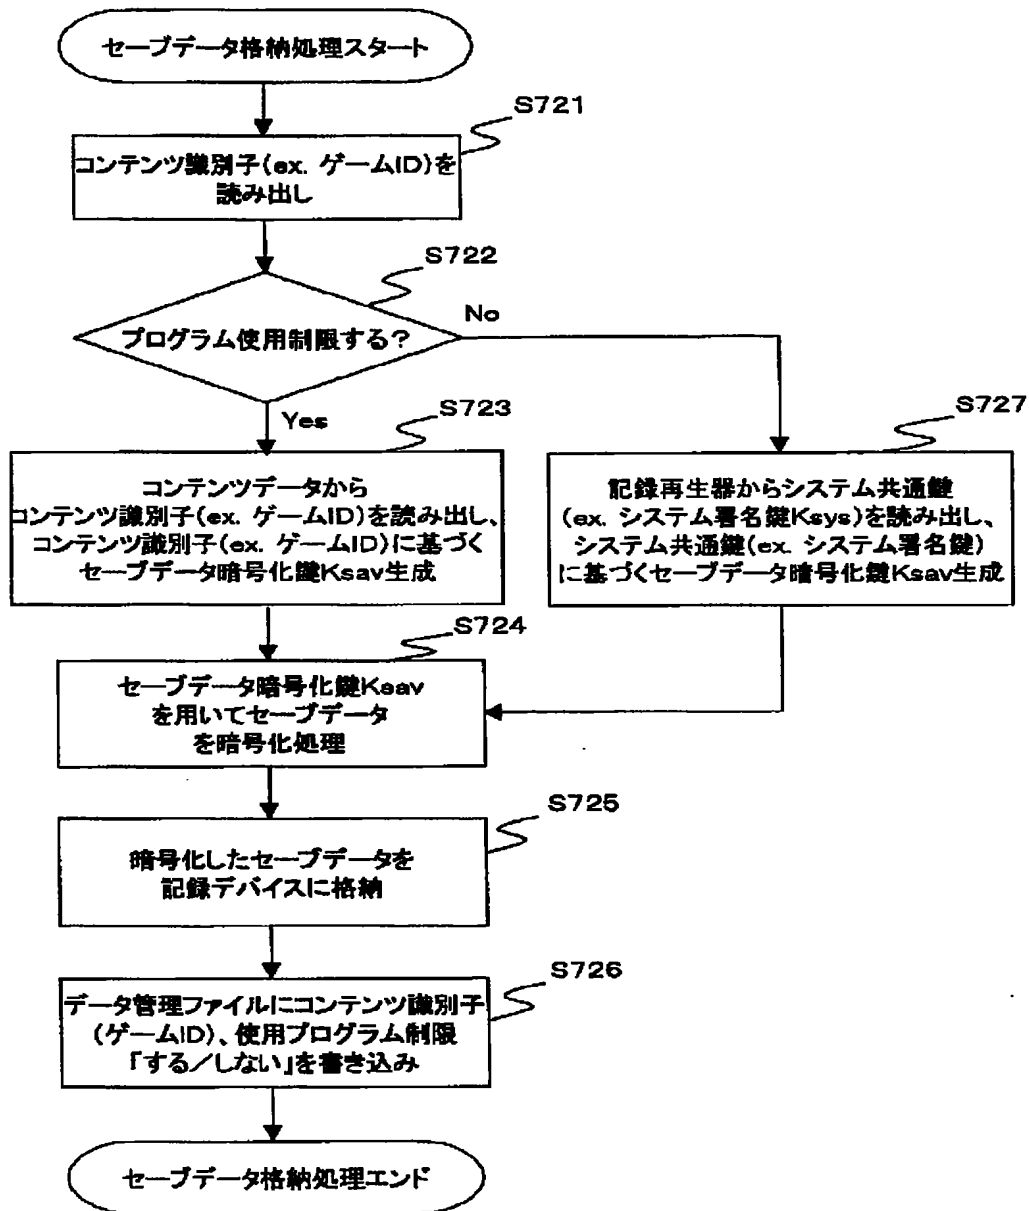 セーブデータ格納処理スタート
S721
コンテンツ識別子(ex. ゲームID)を
読み出し
S722
プログラム使用制限する?
No
Yes
S723
コンテンツデータから
コンテンツ識別子(ex. ゲームID)を読み出し、
コンテンツ識別子(ex. ゲームID)に基づく
セーブデータ暗号化鍵Ksav生成
S727
記録再生器からシステム共通鍵
(ex. システム署名鍵Ksys)を読み出し、
システム共通鍵(ex. システム署名鍵)
に基づくセーブデータ暗号化鍵Ksav生成
S724
セーブデータ暗号化鍵Ksav
を用いてセーブデータ
を暗号化処理
S725
暗号化したセーブデータを
記録デバイスに格納
S726
データ管理ファイルにコンテンツ識別子
(ゲームID)、使用プログラム制限
「する/しない」を書き込み
セーブデータ格納処理エンド